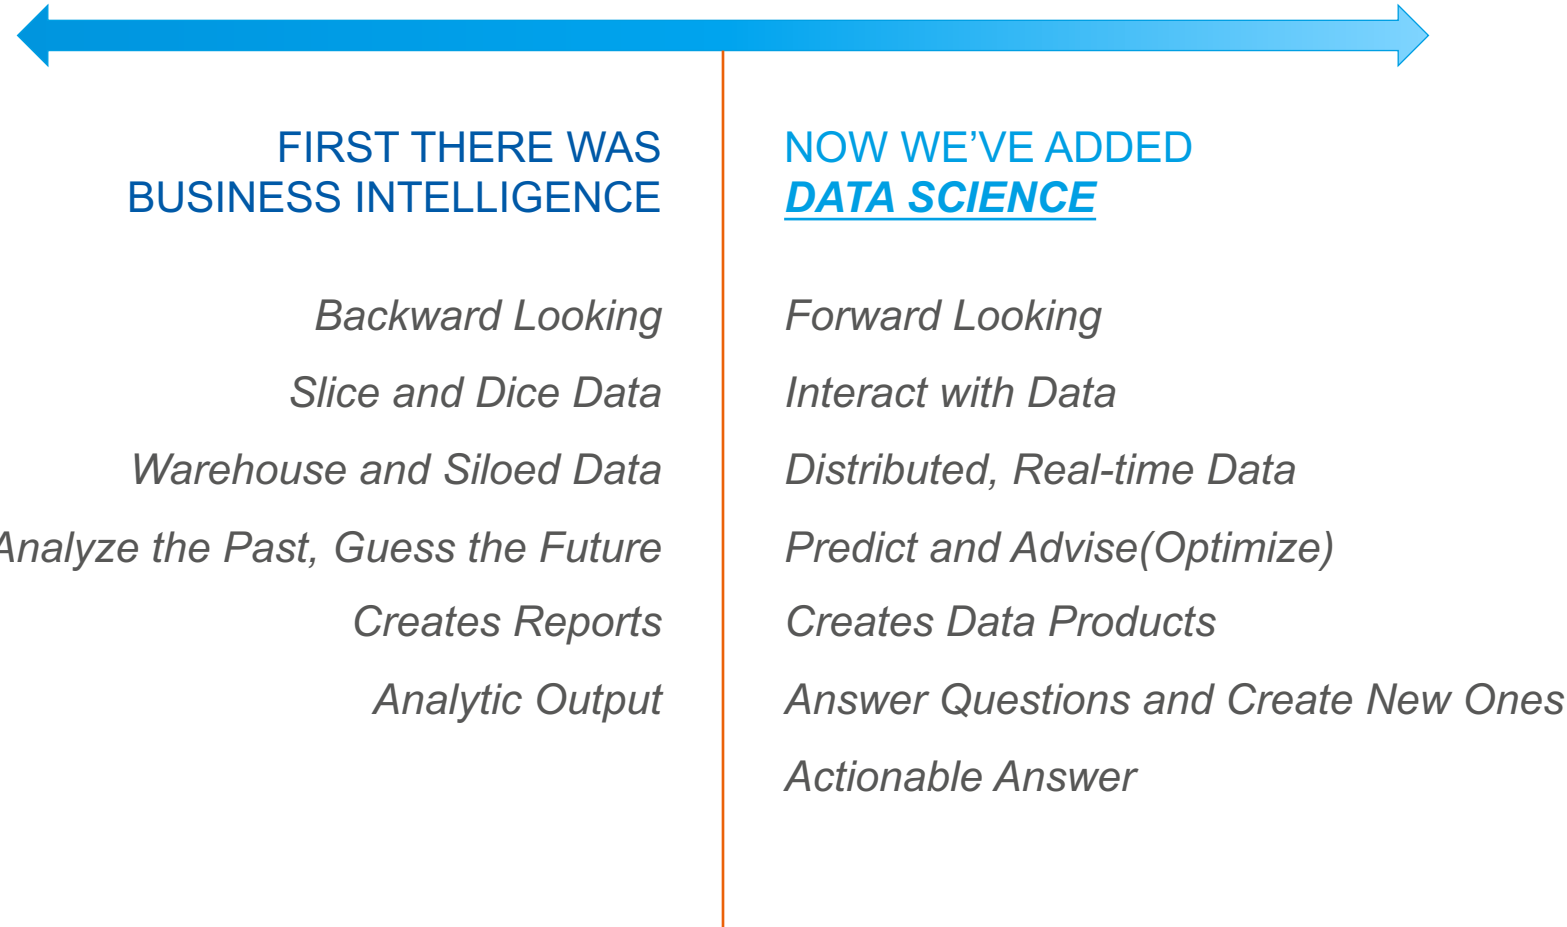 FIRST THERE WAS
BUSINESS INTELLIGENCE
Backward Looking
Slice and Dice Data
Warehouse and Siloed Data
Analyze the Past, Guess the Future
Creates Reports
Analytic Output
NOW WE’VE ADDED
DATA SCIENCE
Forward Looking
Interact with Data
Distributed, Real-time Data
Predict and Advise(Optimize)
Creates Data Products
Answer Questions and Create New Ones
Actionable Answer